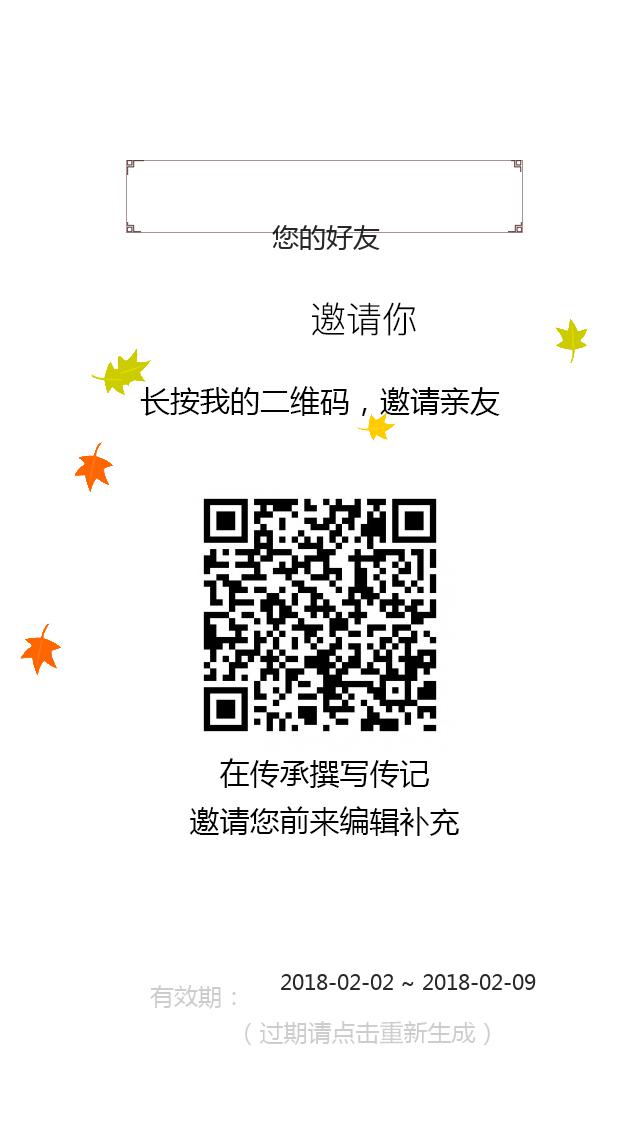 您的好友
邀请你
长按我的二维码，邀请亲友
在传承撰写传记
邀请您前来编辑补充
有效期： 2018-02-02 ~ 2018-02-09
（过期请点击重新生成）